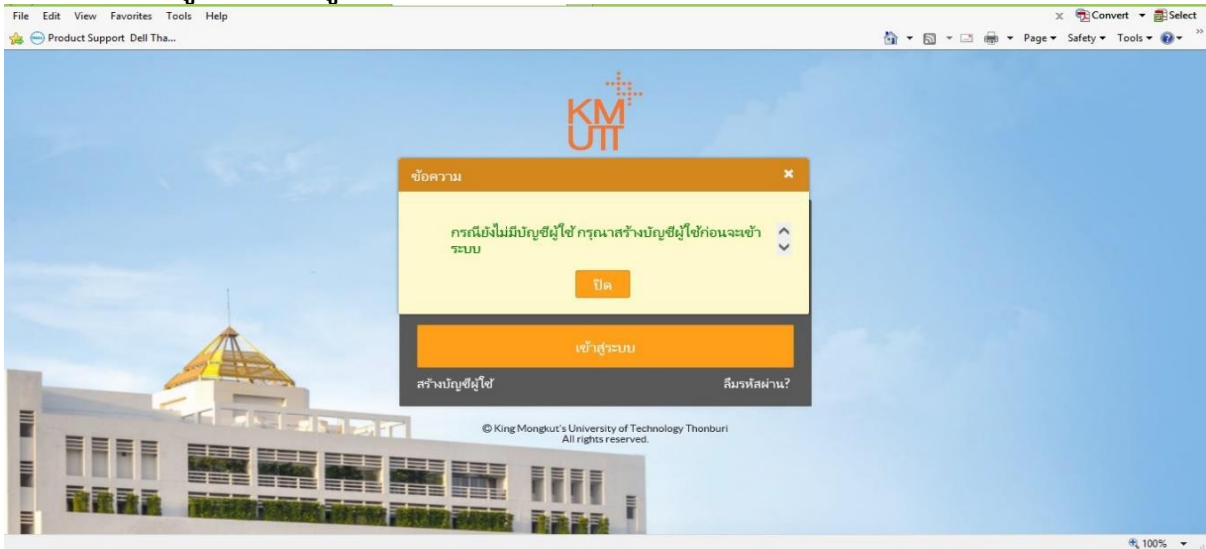 File Edit View Favorites Tools Help
x Convert Select
Product Support Dell Tha...
Page Safety Tools
KM
UTT
ข้อความ
กรณียังไม่มีบัญชีผู้ใช้ กรุณาสร้างบัญชีผู้ใช้ก่อนจะเข้า
ระบบ
ปิด
เข้าสู่ระบบ
สร้างบัญชีผู้ใช้ ลืมรหัสผ่าน?
© King Mongkut's University of Technology Thonburi
All rights reserved.
100%